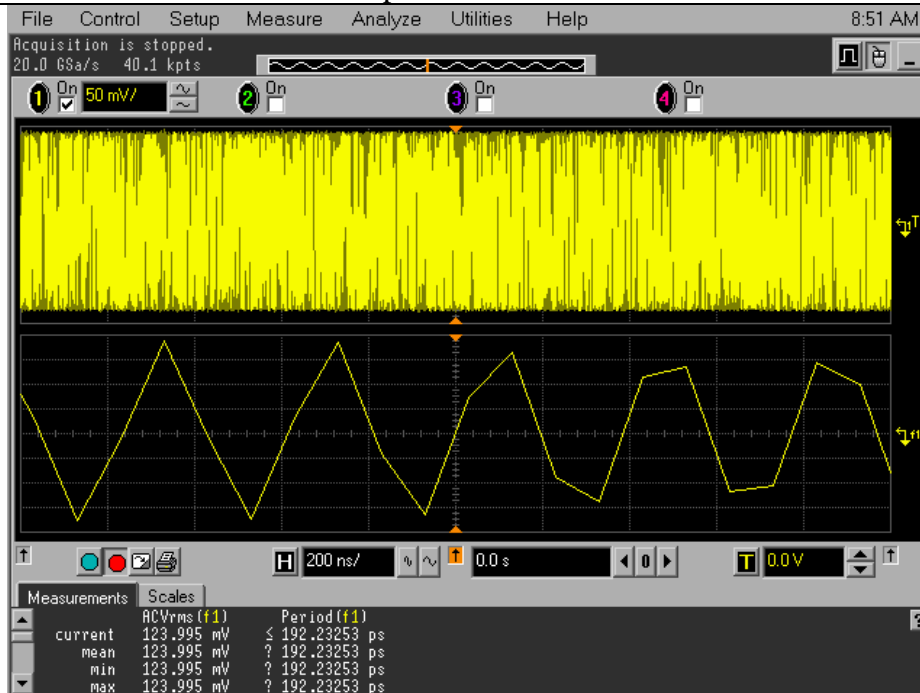 File Control Setup Measure Analyze Utilities Help 8:51 AM
Acquisition is stopped.
20.0 GSa/s 40.1 kpts
1 On 50 mV/ 2 On 3 On 4 On
T
f1
H 200 ns/ 0.0 s 0 T 0.0 V
Measurements Scales
ACVrms(f1) Period(f1)
current 123.995 mV ≤ 192.23253 ps
mean 123.995 mV ? 192.23253 ps
min 123.995 mV ? 192.23253 ps
max 123.995 mV ? 192.23253 ps